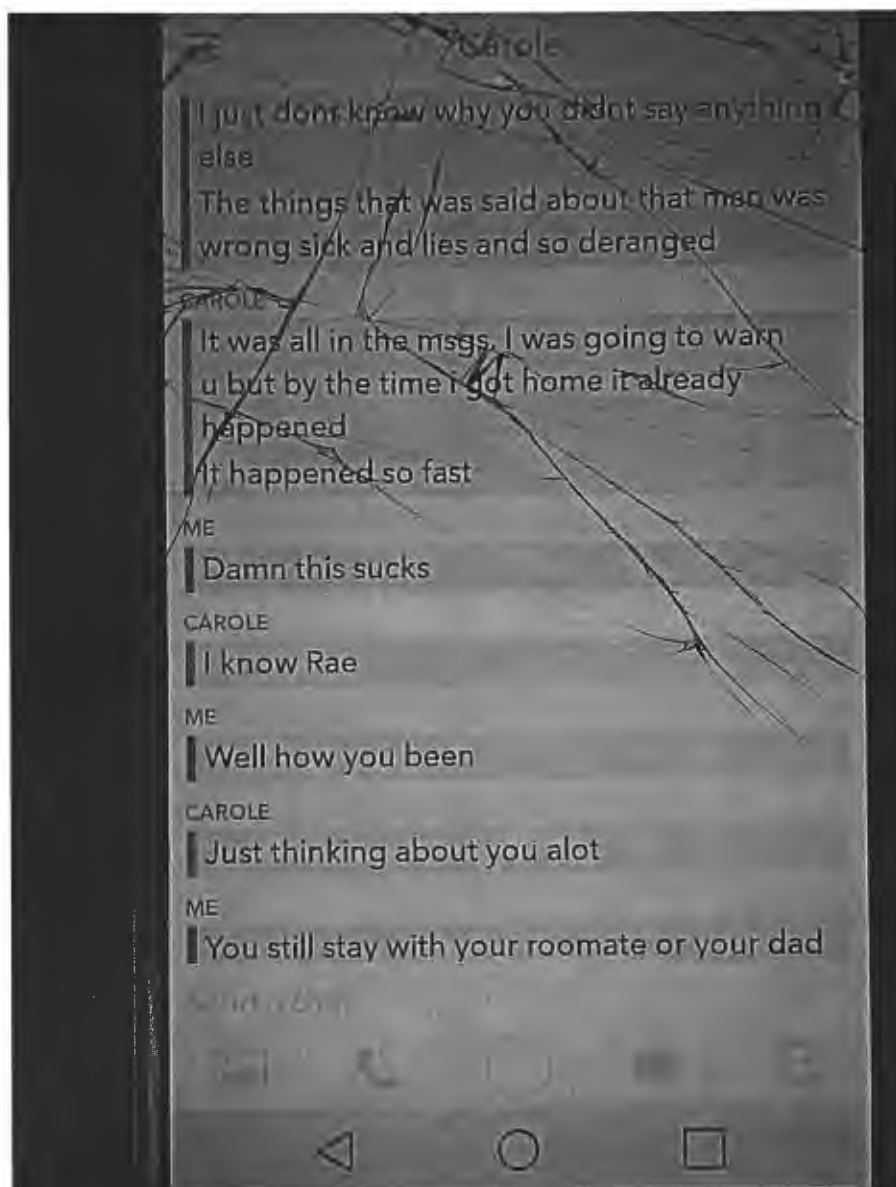 Carole
I just dont know why you didnt say anything
else
The things that was said about that man was
wrong sick and lies and so deranged
CAROLE
It was all in the msgs, I was going to warn
u but by the time i got home it already
happened
It happened so fast
ME
Damn this sucks
CAROLE
I know Rae
ME
Well how you been
CAROLE
Just thinking about you alot
ME
You still stay with your roomate or your dad
Send a chat